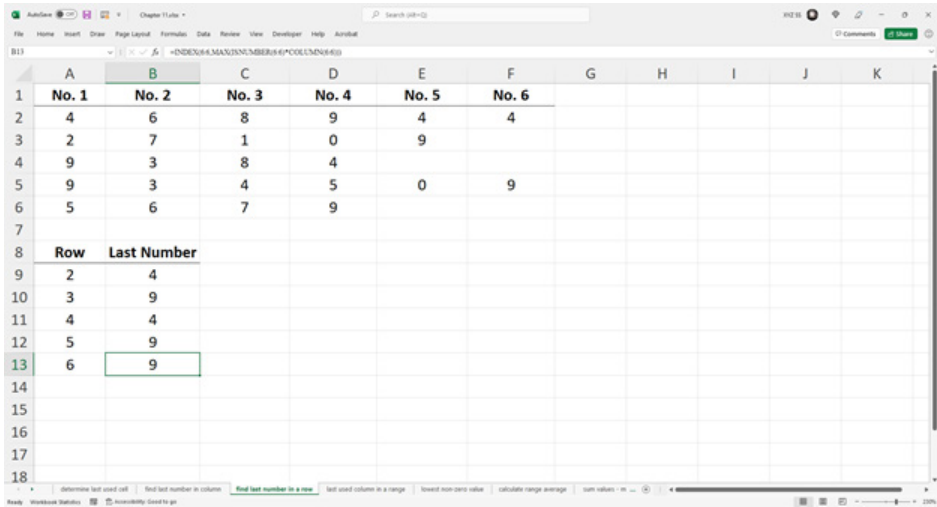 AutoSave Off Chapter 11.xlsx Search (Alt+Q) XYZ SS
File Home Insert Draw Page Layout Formulas Data Review View Developer Help Acrobat Comments Share
B13 fx =INDEX(6:6,MAX(ISNUMBER(6:6)*COLUMN(6:6)))
A B C D E F G H I J K
1 No. 1 No. 2 No. 3 No. 4 No. 5 No. 6
2 4 6 8 9 4 4
3 2 7 1 0 9
4 9 3 8 4
5 9 3 4 5 0 9
6 5 6 7 9
7
8 Row Last Number
9 2 4
10 3 9
11 4 4
12 5 9
13 6 9
14
15
16
17
18
determine last used cell find last number in column find last number in a row last used column in a range lowest non zero value calculate range average sum values - m ...
Ready Workbook Statistics Accessibility: Good to go 230%